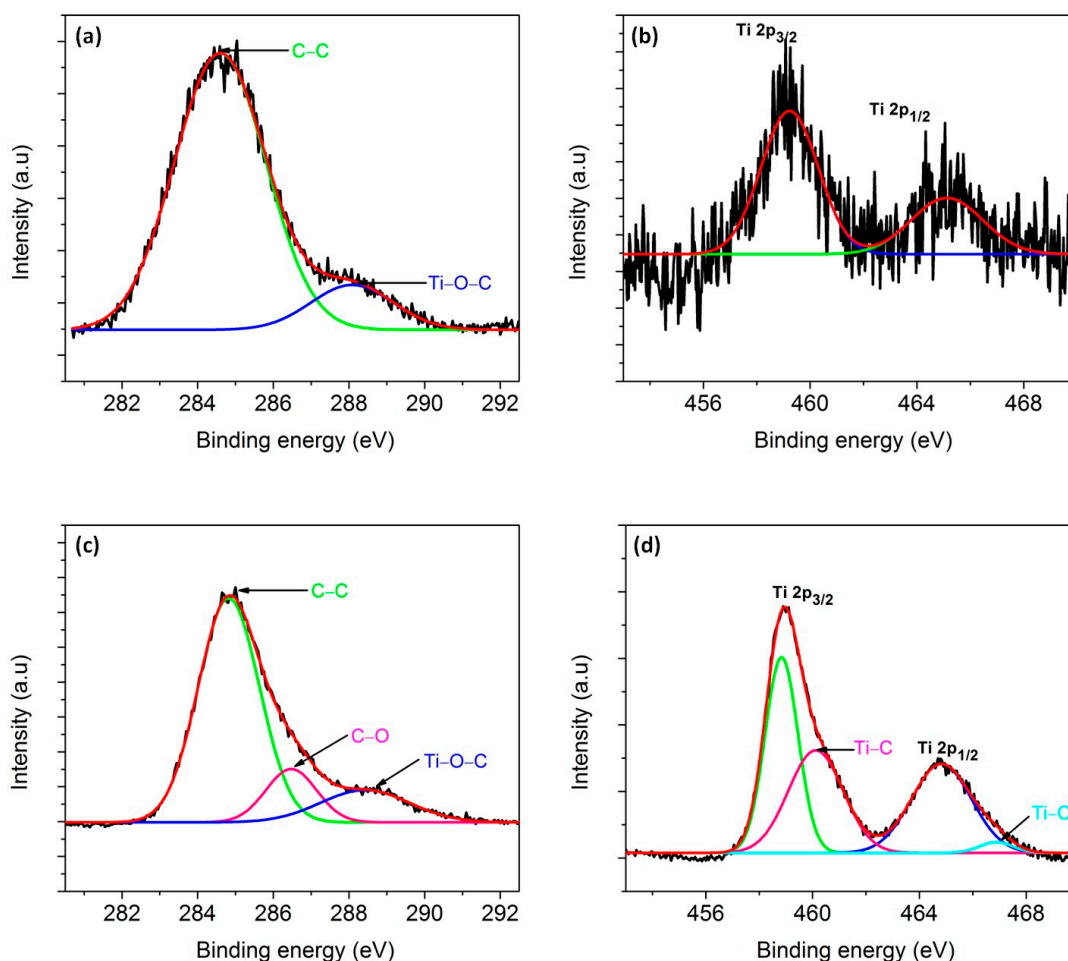 (a)
C–C
Ti–O–C
Intensity (a.u)
282 284 286 288 290 292
Binding energy (eV)
(b)
Ti 2p3/2
Ti 2p1/2
Intensity (a.u)
456 460 464 468
Binding energy (eV)
(c)
C–C
C–O
Ti–O–C
Intensity (a.u)
282 284 286 288 290 292
Binding energy (eV)
(d)
Ti 2p3/2
Ti–C
Ti 2p1/2
Ti–C
Intensity (a.u)
456 460 464 468
Binding energy (eV)